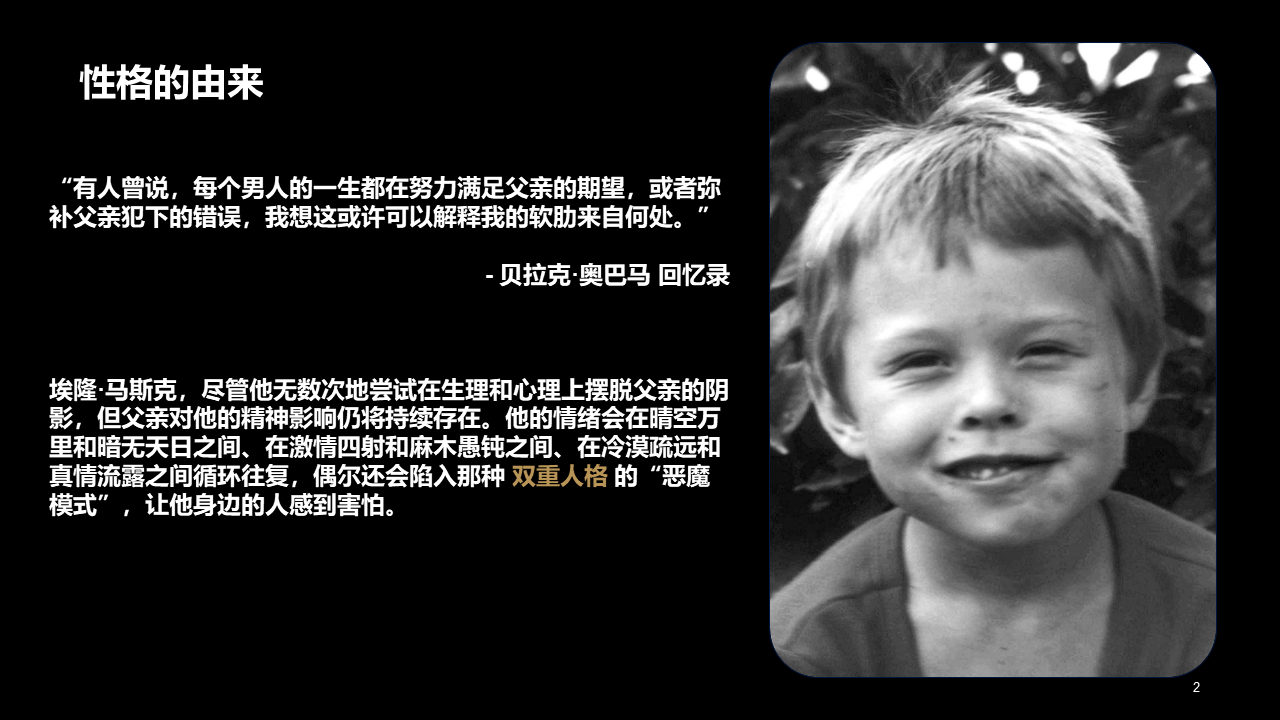 性格的由来
“有人曾说，每个男人的一生都在努力满足父亲的期望，或者弥
补父亲犯下的错误，我想这或许可以解释我的软肋来自何处。”
- 贝拉克·奥巴马 回忆录
埃隆·马斯克，尽管他无数次地尝试在生理和心理上摆脱父亲的阴
影，但父亲对他的精神影响仍将持续存在。他的情绪会在晴空万
里和暗无天日之间、在激情四射和麻木愚钝之间、在冷漠疏远和
真情流露之间循环往复，偶尔还会陷入那种 双重人格 的“恶魔
模式”，让他身边的人感到害怕。
2